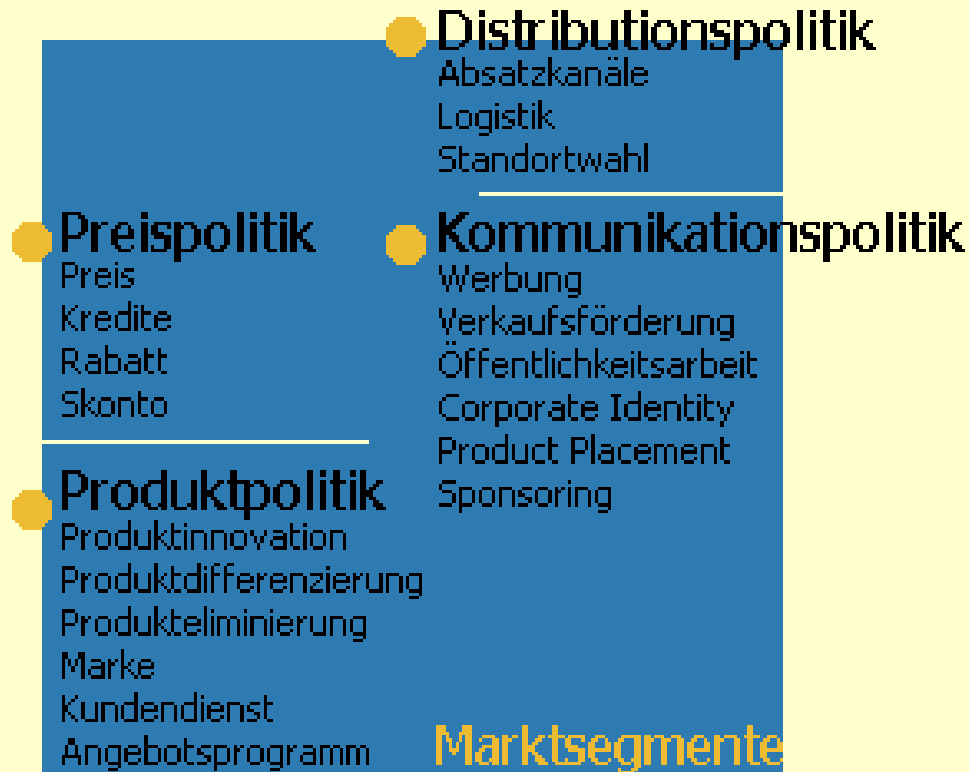 Distributionspolitik
Absatzkanäle
Logistik
Standortwahl
Preispolitik
Preis
Kredite
Rabatt
Skonto
Kommunikationspolitik
Werbung
Verkaufsförderung
Öffentlichkeitsarbeit
Corporate Identity
Product Placement
Sponsoring
Produktpolitik
Produktinnovation
Produktdifferenzierung
Produkteliminierung
Marke
Kundendienst
Angebotsprogramm
Marktsegmente